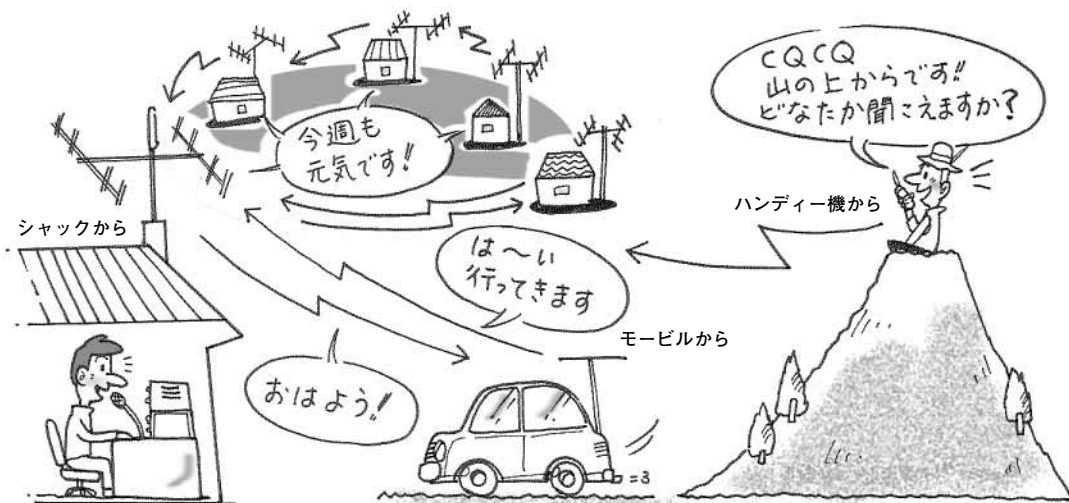 CQCQ
山の上からです!!
どなたか聞こえますか?
今週も
元気です!!
シャックから
ハンディー機から
は～い
行ってきます
モービルから
おはよう!!
=3